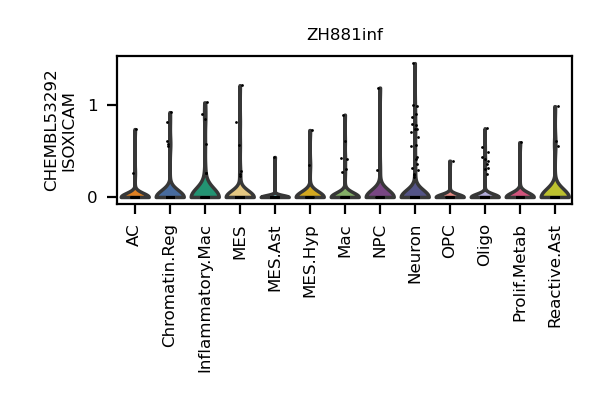 ZH881inf
CHEMBL53292
ISOXICAM
1
0
AC
Chromatin.Reg
Inflammatory.Mac
MES
MES.Ast
MES.Hyp
Mac
NPC
Neuron
OPC
Oligo
Prolif.Metab
Reactive.Ast